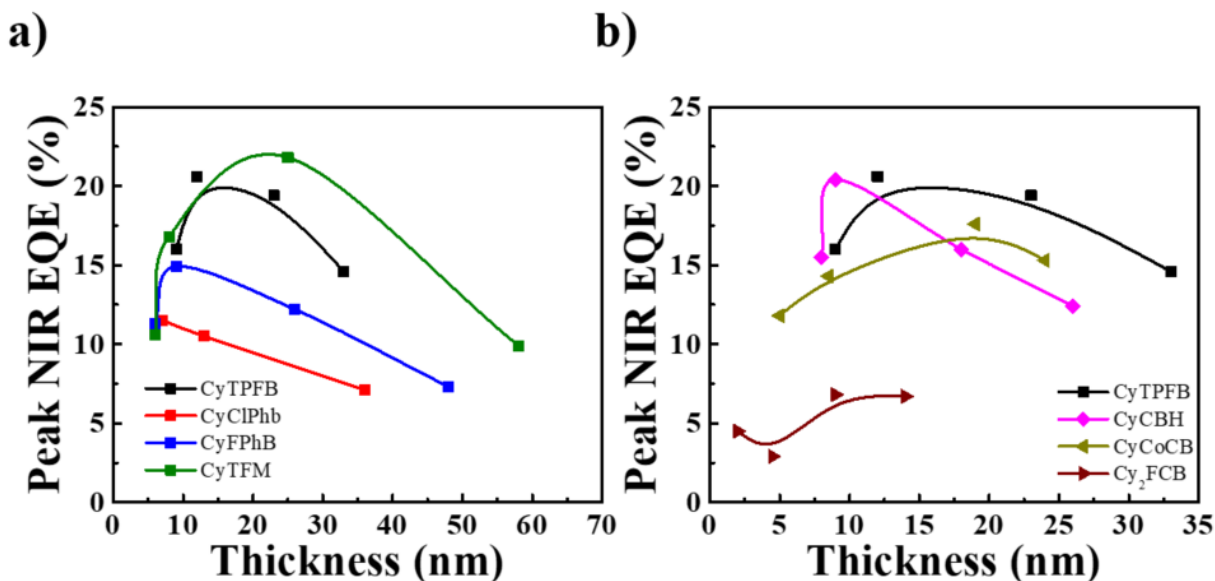 a)
Peak NIR EQE (%)
25
20
15
10
5
0
CyTPFB
CyClPhb
CyFPhB
CyTFM
0 10 20 30 40 50 60 70
Thickness (nm)
b)
Peak NIR EQE (%)
25
20
15
10
5
0
CyTPFB
CyCBH
CyCoCB
Cy₂FCB
0 5 10 15 20 25 30 35
Thickness (nm)